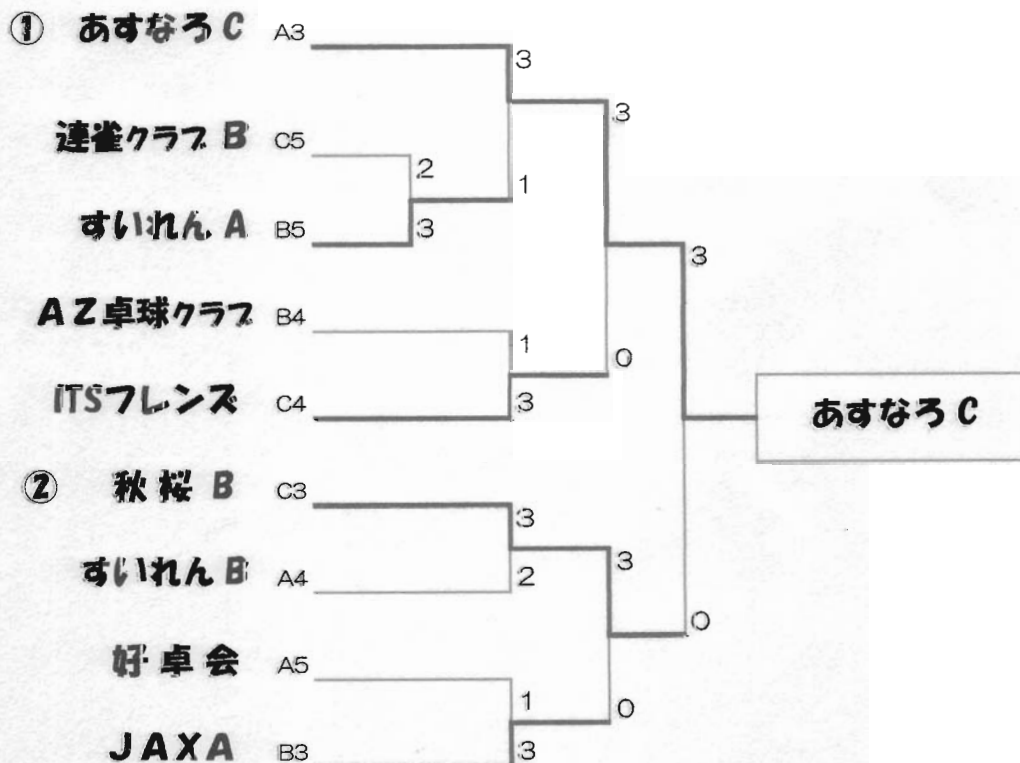 ① あすなろ C A3
3
3
連雀クラブ B C5
2
1
すいれん A B5
3
3
AZ卓球クラブ B4
1
0
ITSフレンズ C4
3
あすなろ C
② 秋桜 B C3
3
3
すいれん B A4
2
0
好卓会 A5
1
0
JAXA B3
3